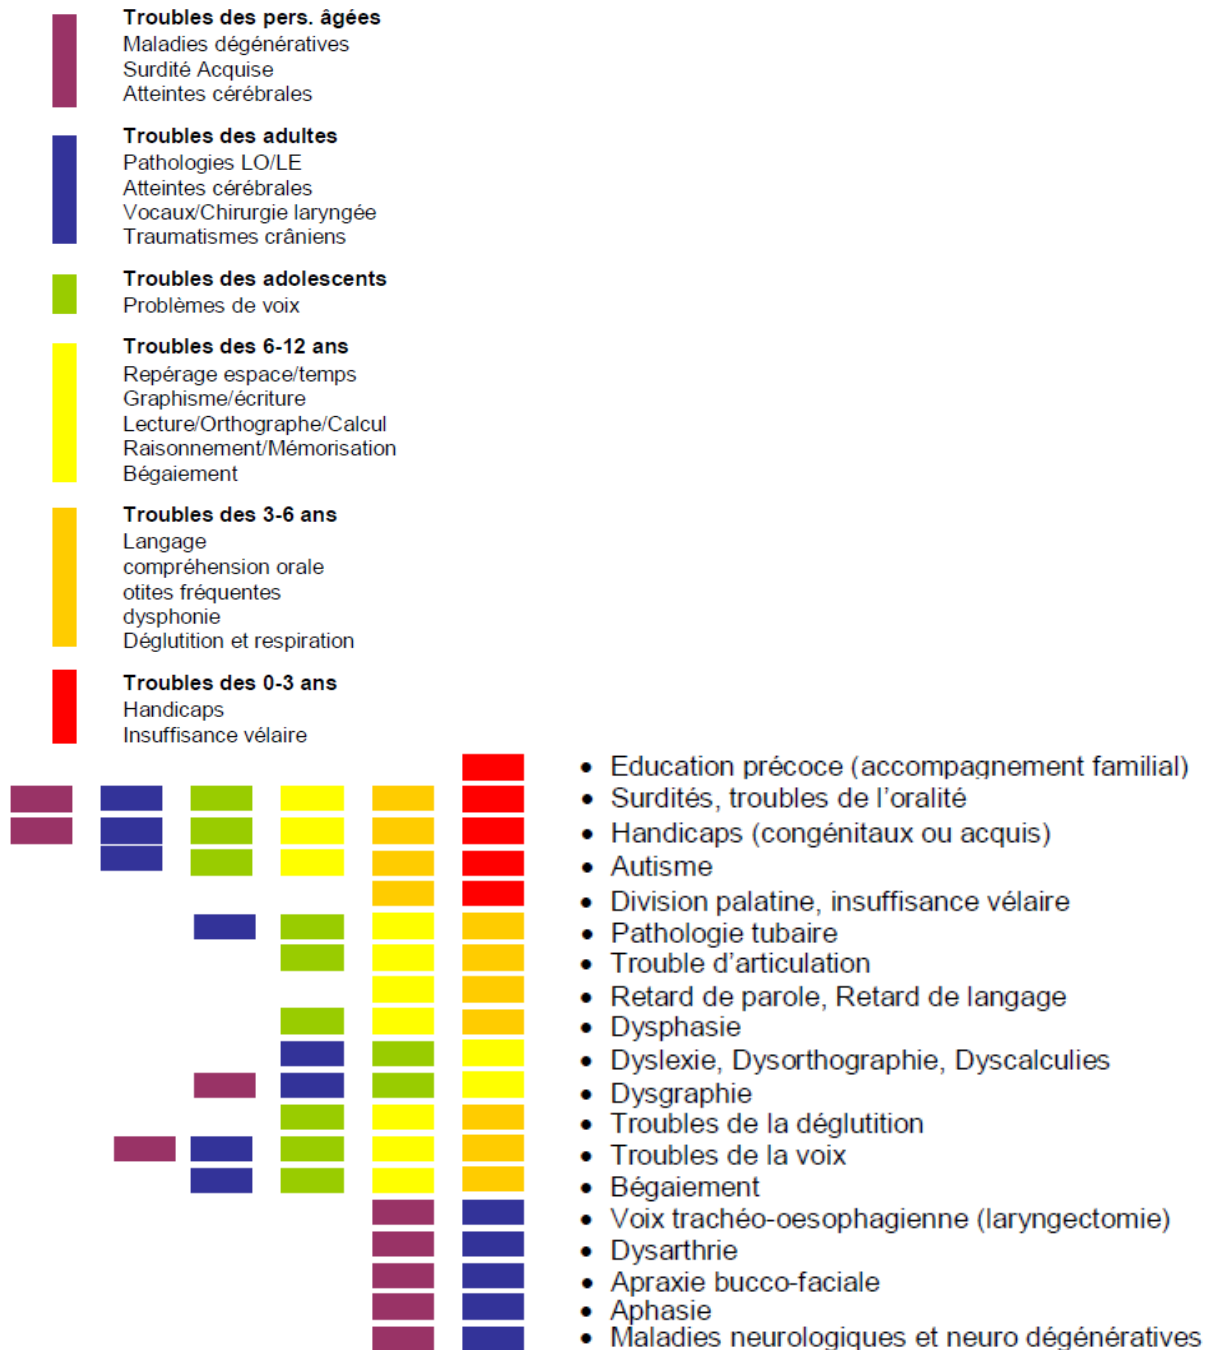 Troubles des pers. âgées
Maladies dégénératives
Surdité Acquise
Atteintes cérébrales
Troubles des adultes
Pathologies LO/LE
Atteintes cérébrales
Vocaux/Chirurgie laryngée
Traumatismes crâniens
Troubles des adolescents
Problèmes de voix
Troubles des 6-12 ans
Repérage espace/temps
Graphisme/écriture
Lecture/Orthographe/Calcul
Raisonnement/Mémorisation
Bégaiement
Troubles des 3-6 ans
Langage
compréhension orale
otites fréquentes
dysphonie
Déglutition et respiration
Troubles des 0-3 ans
Handicaps
Insuffisance vélaire
• Education précoce (accompagnement familial)
• Surdités, troubles de l'oralité
• Handicaps (congénitaux ou acquis)
• Autisme
• Division palatine, insuffisance vélaire
• Pathologie tubaire
• Trouble d'articulation
• Retard de parole, Retard de langage
• Dysphasie
• Dyslexie, Dysorthographie, Dyscalculies
• Dysgraphie
• Troubles de la déglutition
• Troubles de la voix
• Bégaiement
• Voix trachéo-oesophagienne (laryngectomie)
• Dysarthrie
• Apraxie bucco-faciale
• Aphasie
• Maladies neurologiques et neuro dégénératives